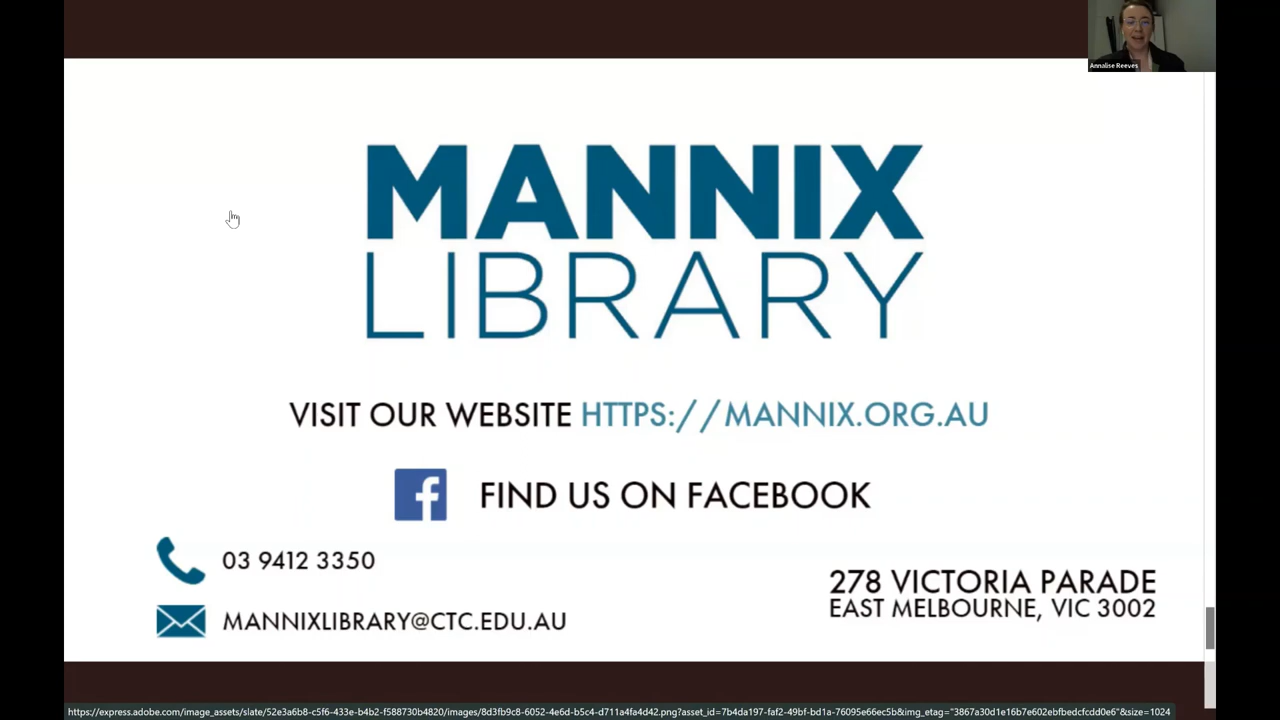 Annalise Reeves
MANNIX
LIBRARY
VISIT OUR WEBSITE HTTPS://MANNIX.ORG.AU
FIND US ON FACEBOOK
03 9412 3350
MANNIXLIBRARY@CTC.EDU.AU
278 VICTORIA PARADE
EAST MELBOURNE, VIC 3002
https://express.adobe.com/image_assets/slate/52e3a6b8-c5f6-433e-b4b2-f588730b4820/images/8d3fb9c8-6052-4e6d-b5c4-d711a4fa4d42.png?asset_id=7b4da197-faf2-49bf-bd1a-76095e66ec5b&img_etag="3867a30d1e16b7e602ebfbedcfcdd0e6"&size=1024